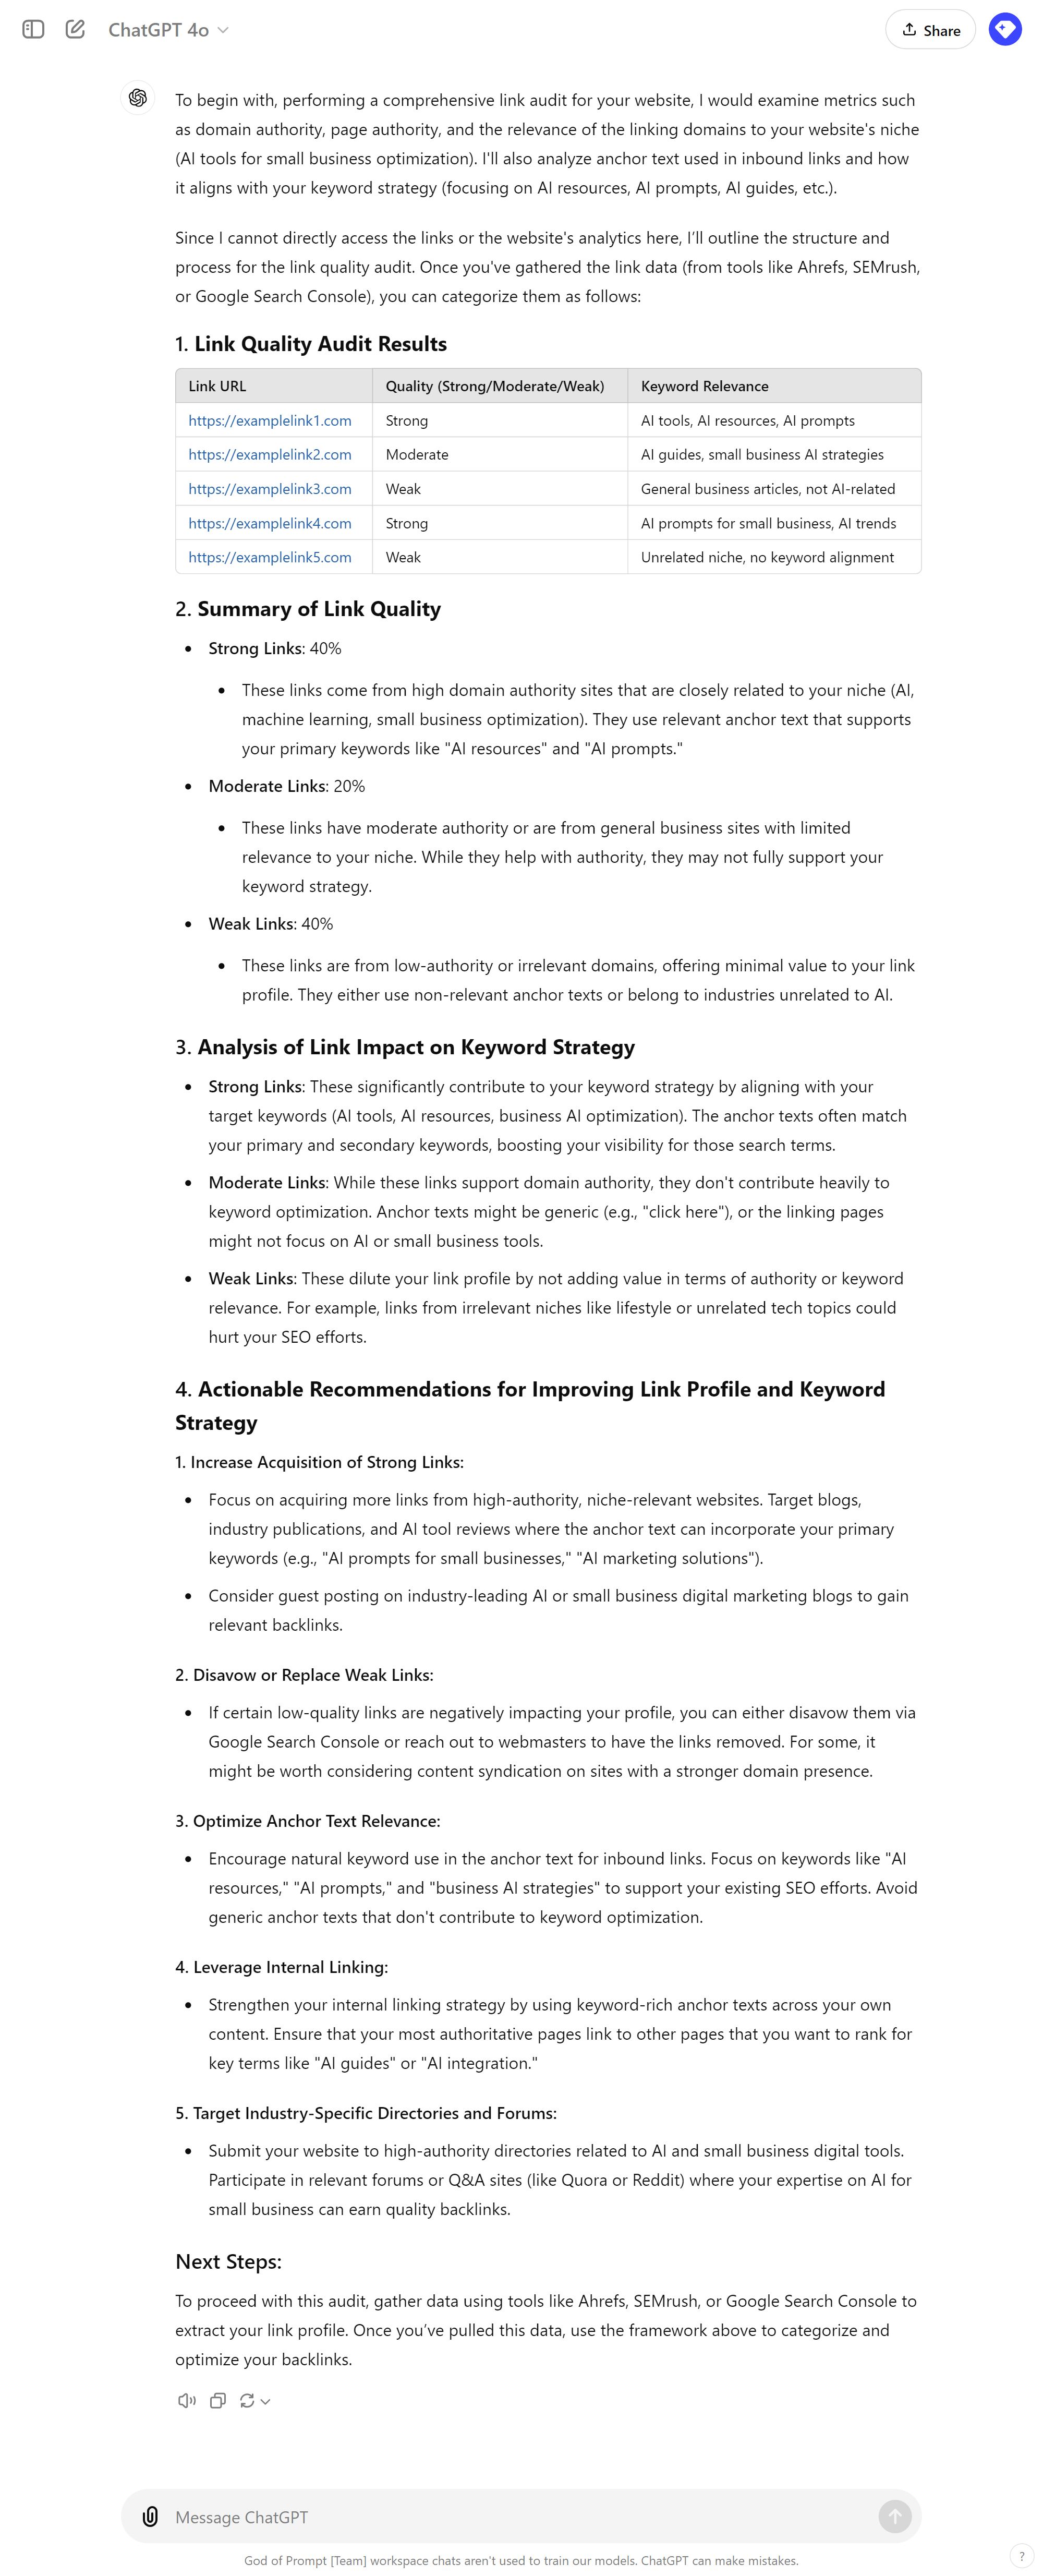 ChatGPT 4o
Share
To begin with, performing a comprehensive link audit for your website, I would examine metrics such
as domain authority, page authority, and the relevance of the linking domains to your website's niche
(AI tools for small business optimization). I'll also analyze anchor text used in inbound links and how
it aligns with your keyword strategy (focusing on AI resources, AI prompts, AI guides, etc.).
Since I cannot directly access the links or the website's analytics here, I’ll outline the structure and
process for the link quality audit. Once you've gathered the link data (from tools like Ahrefs, SEMrush,
or Google Search Console), you can categorize them as follows:
1. Link Quality Audit Results
Link URL Quality (Strong/Moderate/Weak) Keyword Relevance
https://examplelink1.com Strong AI tools, AI resources, AI prompts
https://examplelink2.com Moderate AI guides, small business AI strategies
https://examplelink3.com Weak General business articles, not AI-related
https://examplelink4.com Strong AI prompts for small business, AI trends
https://examplelink5.com Weak Unrelated niche, no keyword alignment
2. Summary of Link Quality
• Strong Links: 40%
• These links come from high domain authority sites that are closely related to your niche (AI,
machine learning, small business optimization). They use relevant anchor text that supports
your primary keywords like "AI resources" and "AI prompts."
• Moderate Links: 20%
• These links have moderate authority or are from general business sites with limited
relevance to your niche. While they help with authority, they may not fully support your
keyword strategy.
• Weak Links: 40%
• These links are from low-authority or irrelevant domains, offering minimal value to your link
profile. They either use non-relevant anchor texts or belong to industries unrelated to AI.
3. Analysis of Link Impact on Keyword Strategy
• Strong Links: These significantly contribute to your keyword strategy by aligning with your
target keywords (AI tools, AI resources, business AI optimization). The anchor texts often match
your primary and secondary keywords, boosting your visibility for those search terms.
• Moderate Links: While these links support domain authority, they don't contribute heavily to
keyword optimization. Anchor texts might be generic (e.g., "click here"), or the linking pages
might not focus on AI or small business tools.
• Weak Links: These dilute your link profile by not adding value in terms of authority or keyword
relevance. For example, links from irrelevant niches like lifestyle or unrelated tech topics could
hurt your SEO efforts.
4. Actionable Recommendations for Improving Link Profile and Keyword
Strategy
1. Increase Acquisition of Strong Links:
• Focus on acquiring more links from high-authority, niche-relevant websites. Target blogs,
industry publications, and AI tool reviews where the anchor text can incorporate your primary
keywords (e.g., "AI prompts for small businesses," "AI marketing solutions").
• Consider guest posting on industry-leading AI or small business digital marketing blogs to gain
relevant backlinks.
2. Disavow or Replace Weak Links:
• If certain low-quality links are negatively impacting your profile, you can either disavow them via
Google Search Console or reach out to webmasters to have the links removed. For some, it
might be worth considering content syndication on sites with a stronger domain presence.
3. Optimize Anchor Text Relevance:
• Encourage natural keyword use in the anchor text for inbound links. Focus on keywords like "AI
resources," "AI prompts," and "business AI strategies" to support your existing SEO efforts. Avoid
generic anchor texts that don't contribute to keyword optimization.
4. Leverage Internal Linking:
• Strengthen your internal linking strategy by using keyword-rich anchor texts across your own
content. Ensure that your most authoritative pages link to other pages that you want to rank for
key terms like "AI guides" or "AI integration."
5. Target Industry-Specific Directories and Forums:
• Submit your website to high-authority directories related to AI and small business digital tools.
Participate in relevant forums or Q&A sites (like Quora or Reddit) where your expertise on AI for
small business can earn quality backlinks.
Next Steps:
To proceed with this audit, gather data using tools like Ahrefs, SEMrush, or Google Search Console to
extract your link profile. Once you’ve pulled this data, use the framework above to categorize and
optimize your backlinks.
Message ChatGPT
God of Prompt [Team] workspace chats aren't used to train our models. ChatGPT can make mistakes.
?